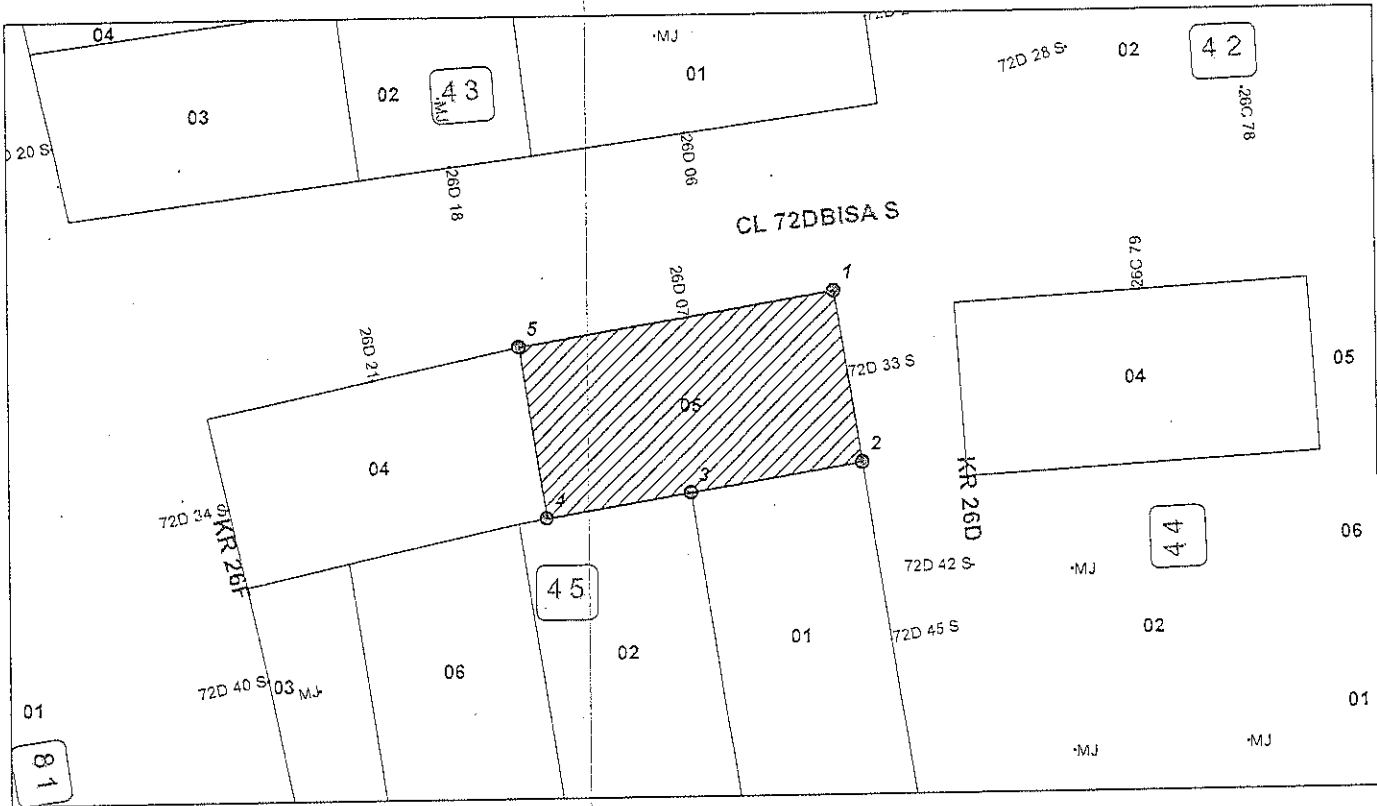 04
·MJ
72D 28 S·
02
42
43
02
·MJ
01
·26C 78
03
D 20 S·
·26D 18
·26D 06
CL 72DBISA S
26C 79
26D 07
1
5
26D 21·
72D 33 S
04
05
05
04
2
3
4
72D 34 S
KR 26F
KR 26D
44
06
72D 42 S·
·MJ
45
01
02
72D 45 S
02
06
72D 40 S·
03
MJ·
01
01
·MJ
·MJ
81